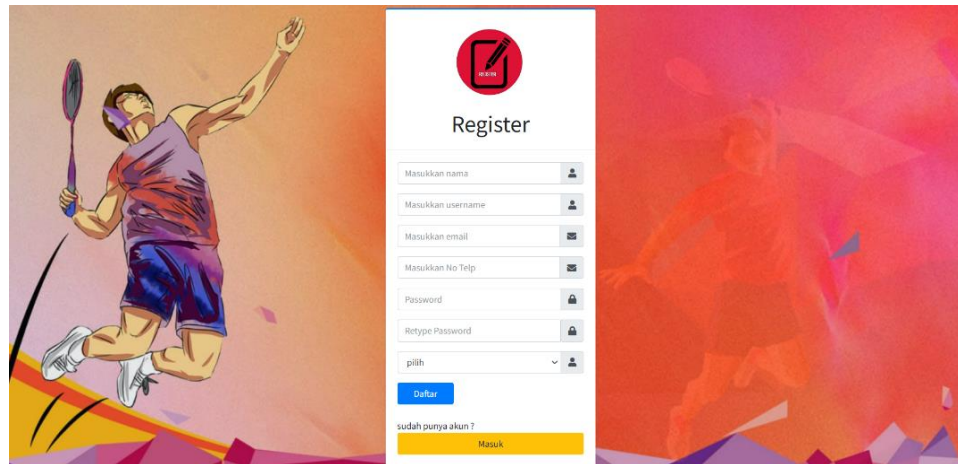 REGISTER
Register
Masukkan nama
Masukkan username
Masukkan email
Masukkan No Telp
Password
Retype Password
pilih
Daftar
sudah punya akun ?
Masuk